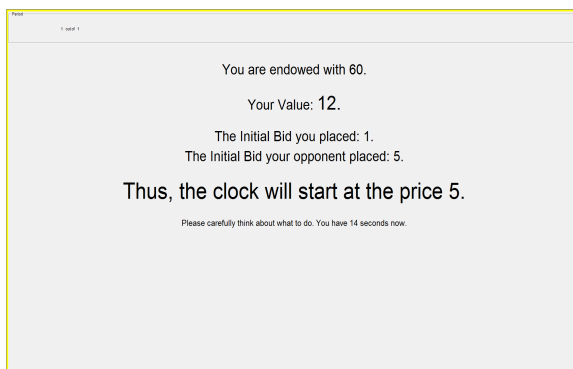 Period
1 out of 1
You are endowed with 60.
Your Value: 12.
The Initial Bid you placed: 1.
The Initial Bid your opponent placed: 5.
Thus, the clock will start at the price 5.
Please carefully think about what to do. You have 14 seconds now.